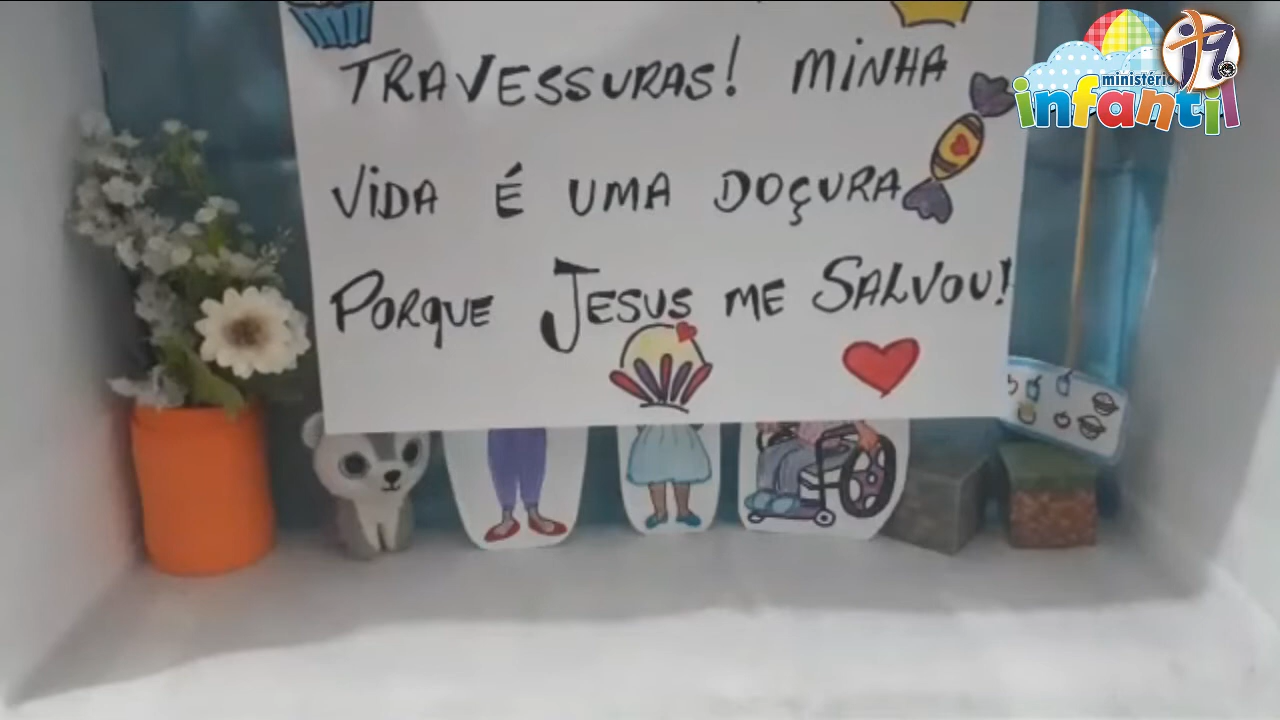 TRAVESSURAS! MINHA
VIDA É UMA DOÇURA
PORQUE JESUS ME SALVOU!
ministério
infantil